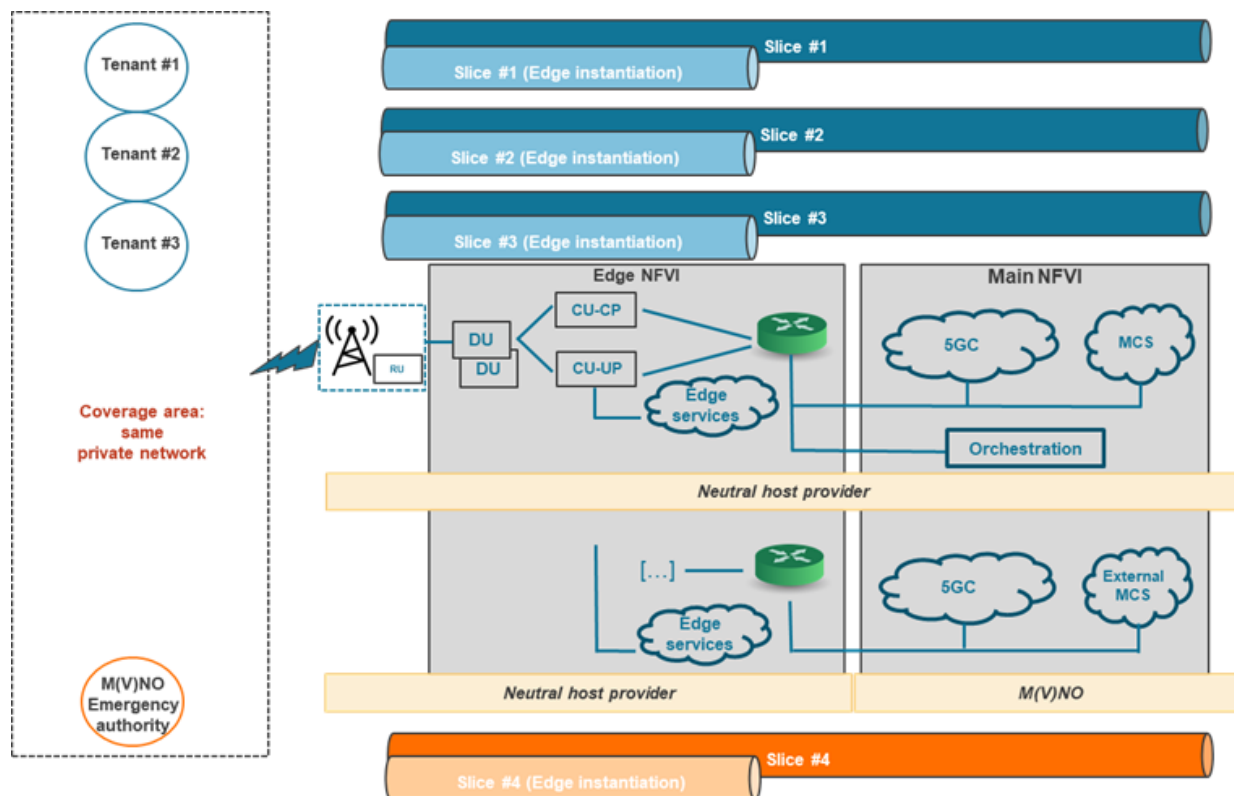 Tenant #1
Tenant #2
Tenant #3
Slice #1
Slice #1 (Edge instantiation)
Slice #2
Slice #2 (Edge instantiation)
Slice #3
Slice #3 (Edge instantiation)
Edge NFVI
Main NFVI
RU
DU
DU
CU-CP
CU-UP
Edge
services
5GC
MCS
Orchestration
Coverage area:
same
private network
Neutral host provider
[...]
Edge
services
5GC
External
MCS
Neutral host provider
M(V)NO
M(V)NO
Emergency
authority
Slice #4
Slice #4 (Edge instantiation)